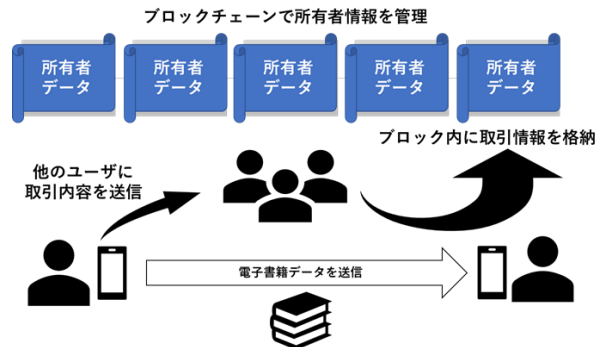 ブロックチェーンで所有者情報を管理
所有者
データ
所有者
データ
所有者
データ
所有者
データ
所有者
データ
ブロック内に取引情報を格納
他のユーザに
取引内容を送信
電子書籍データを送信